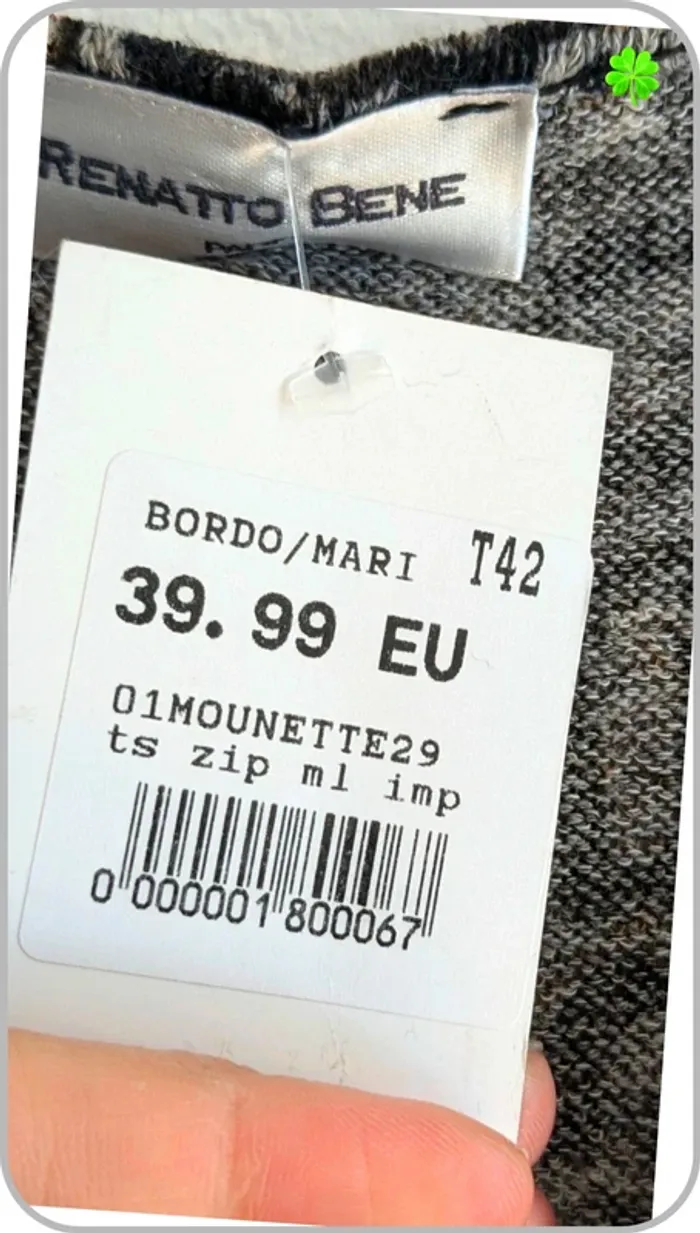 RENATTO BENE
BORDO/MARI T42
39.99 EU
01MOUNETTE29
ts zip ml imp
0 000001 800067